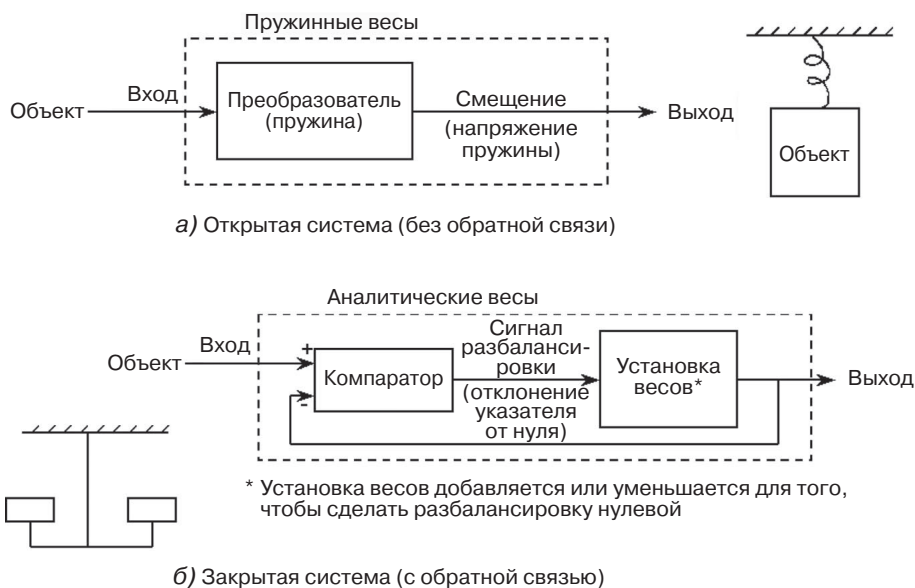 Пружинные весы
Объект
Вход
Преобразователь
(пружина)
Смещение
(напряжение
пружины)
Выход
Объект
а) Открытая система (без обратной связи)
Аналитические весы
Объект
Вход
+
-
Компаратор
Сигнал
разбаланси-
ровки
(отклонение
указателя
от нуля)
Установка
весов*
Выход
* Установка весов добавляется или уменьшается для того,
чтобы сделать разбалансировку нулевой
б) Закрытая система (с обратной связью)